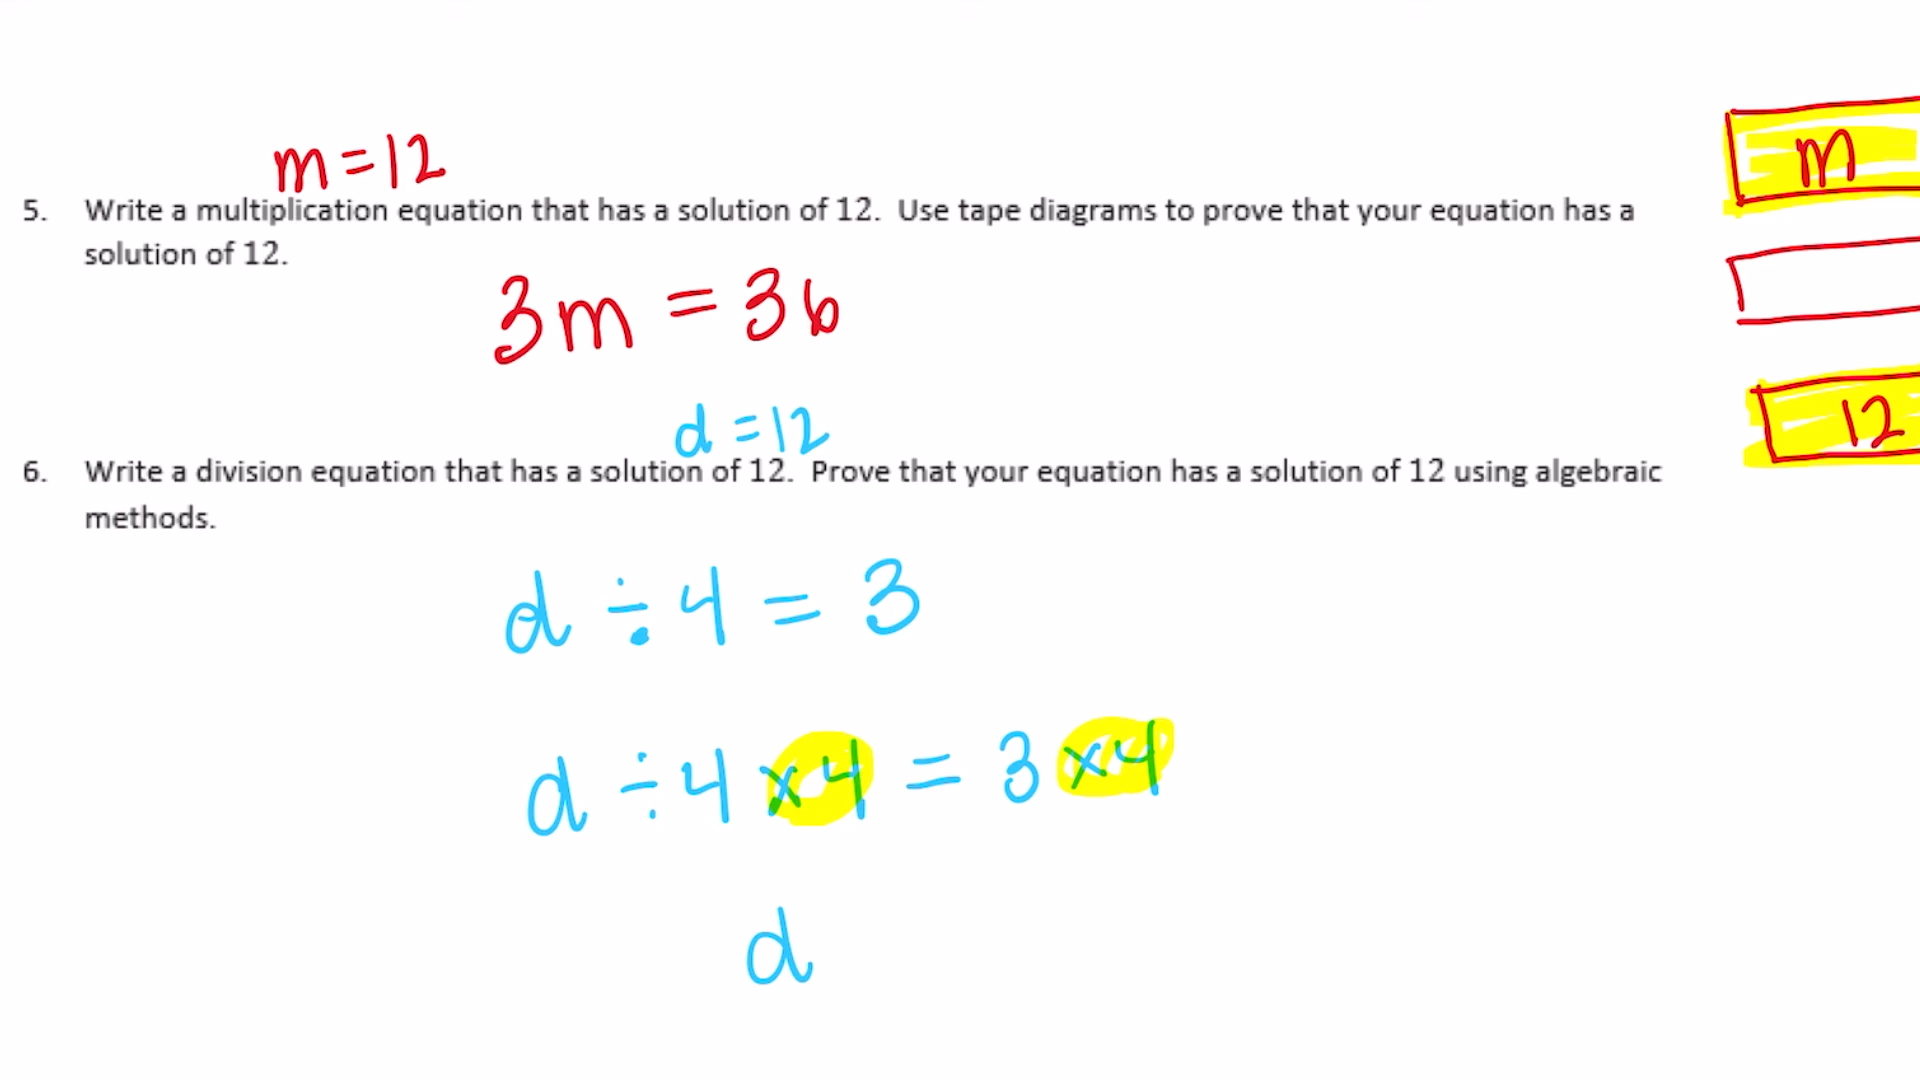 m=12
5. Write a multiplication equation that has a solution of 12. Use tape diagrams to prove that your equation has a
solution of 12.
3m = 36
d=12
6. Write a division equation that has a solution of 12. Prove that your equation has a solution of 12 using algebraic
methods.
d ÷ 4 = 3
d ÷ 4 x 4 = 3 x 4
d
m
12